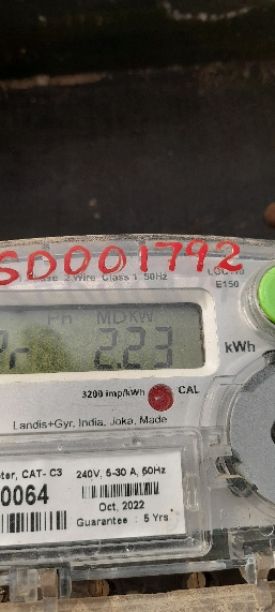 SD001792
2 Wire Class 1 50Hz
E150
PH MDKW
2.23
kWh
3200 imp/kWh CAL
Landis+Gyr, India, Joka, Made
CAT- C3 240V, 5-30 A, 50Hz
0064
Oct, 2022
Guarantee : 5 Yrs